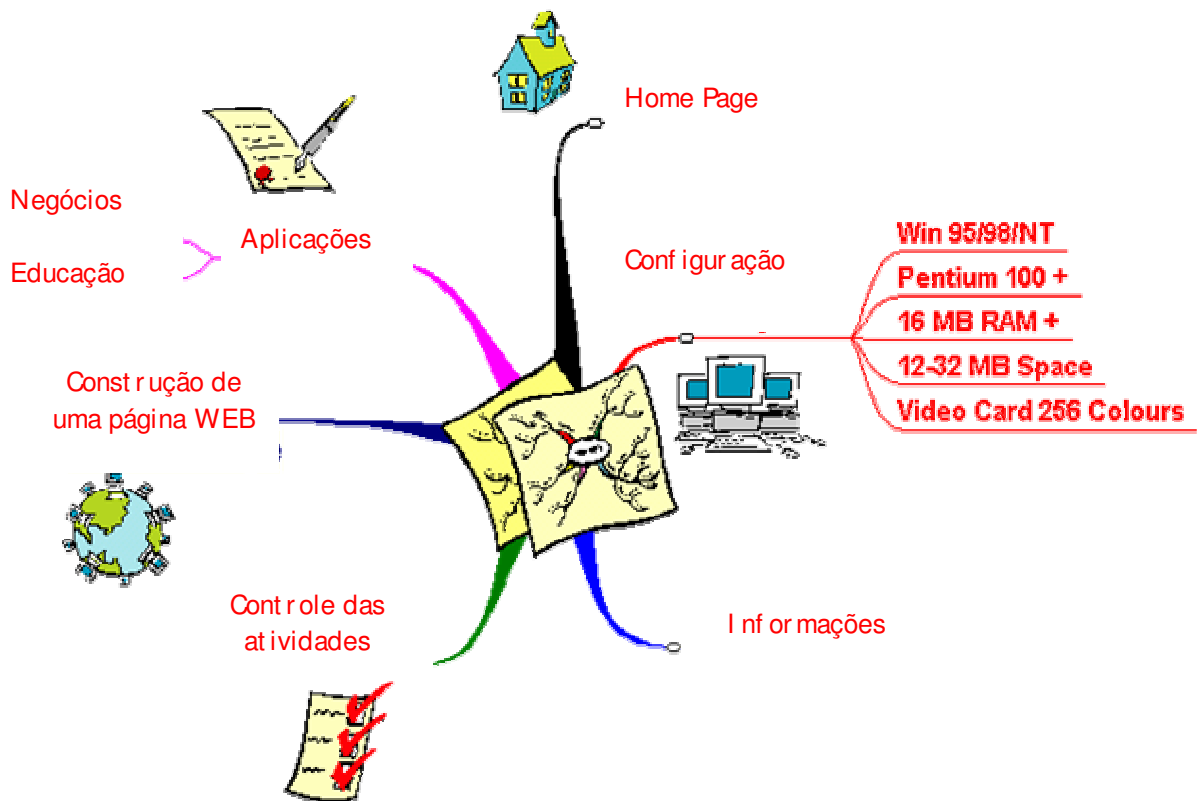 Home Page
Negócios
Aplicações
Educação
Configuração
Win 95/98/NT
Pentium 100 +
16 MB RAM +
12-32 MB Space
Video Card 256 Colours
Construção de
uma página WEB
Controle das
atividades
Informações